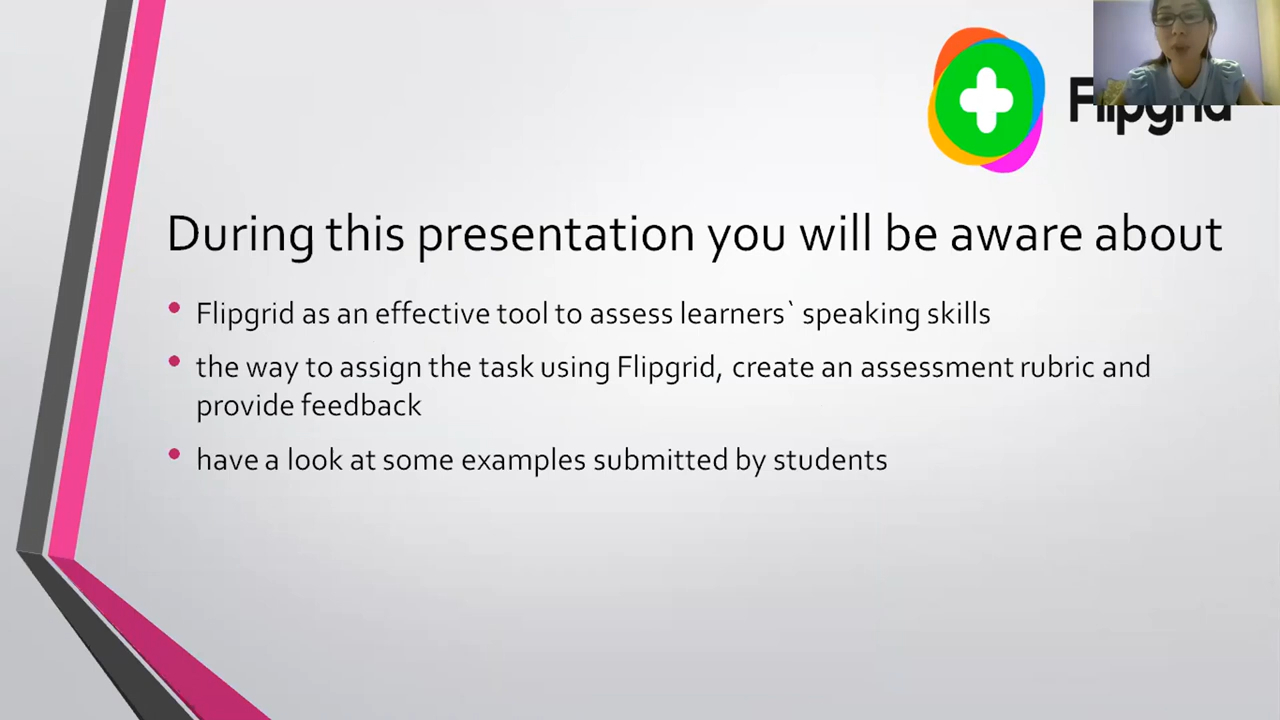 Flipgrid
During this presentation you will be aware about
• Flipgrid as an effective tool to assess learners` speaking skills
• the way to assign the task using Flipgrid, create an assessment rubric and
provide feedback
• have a look at some examples submitted by students